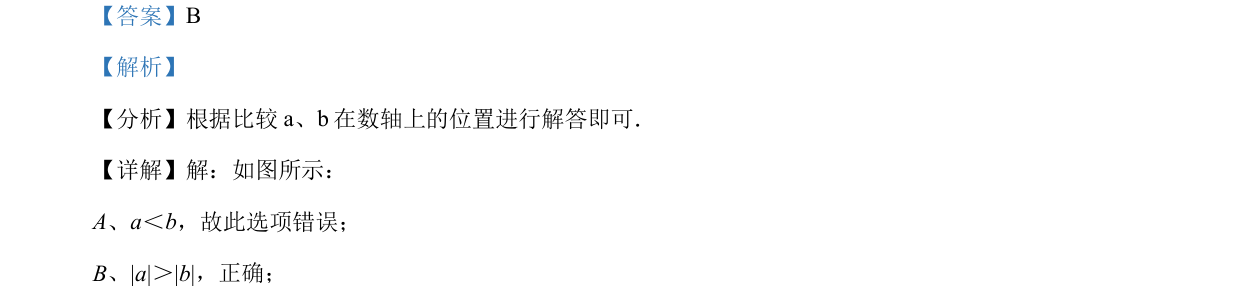 【答案】B
【解析】
【分析】根据比较 a、b 在数轴上的位置进行解答即可．
【详解】解：如图所示：
A、a＜b，故此选项错误；
B、|a|＞|b|，正确；